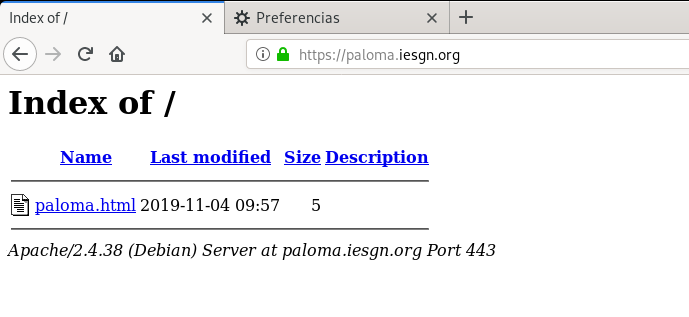 Index of /
Preferencias
https://paloma.iesgn.org
Index of /
Name Last modified Size Description
paloma.html 2019-11-04 09:57 5
Apache/2.4.38 (Debian) Server at paloma.iesgn.org Port 443